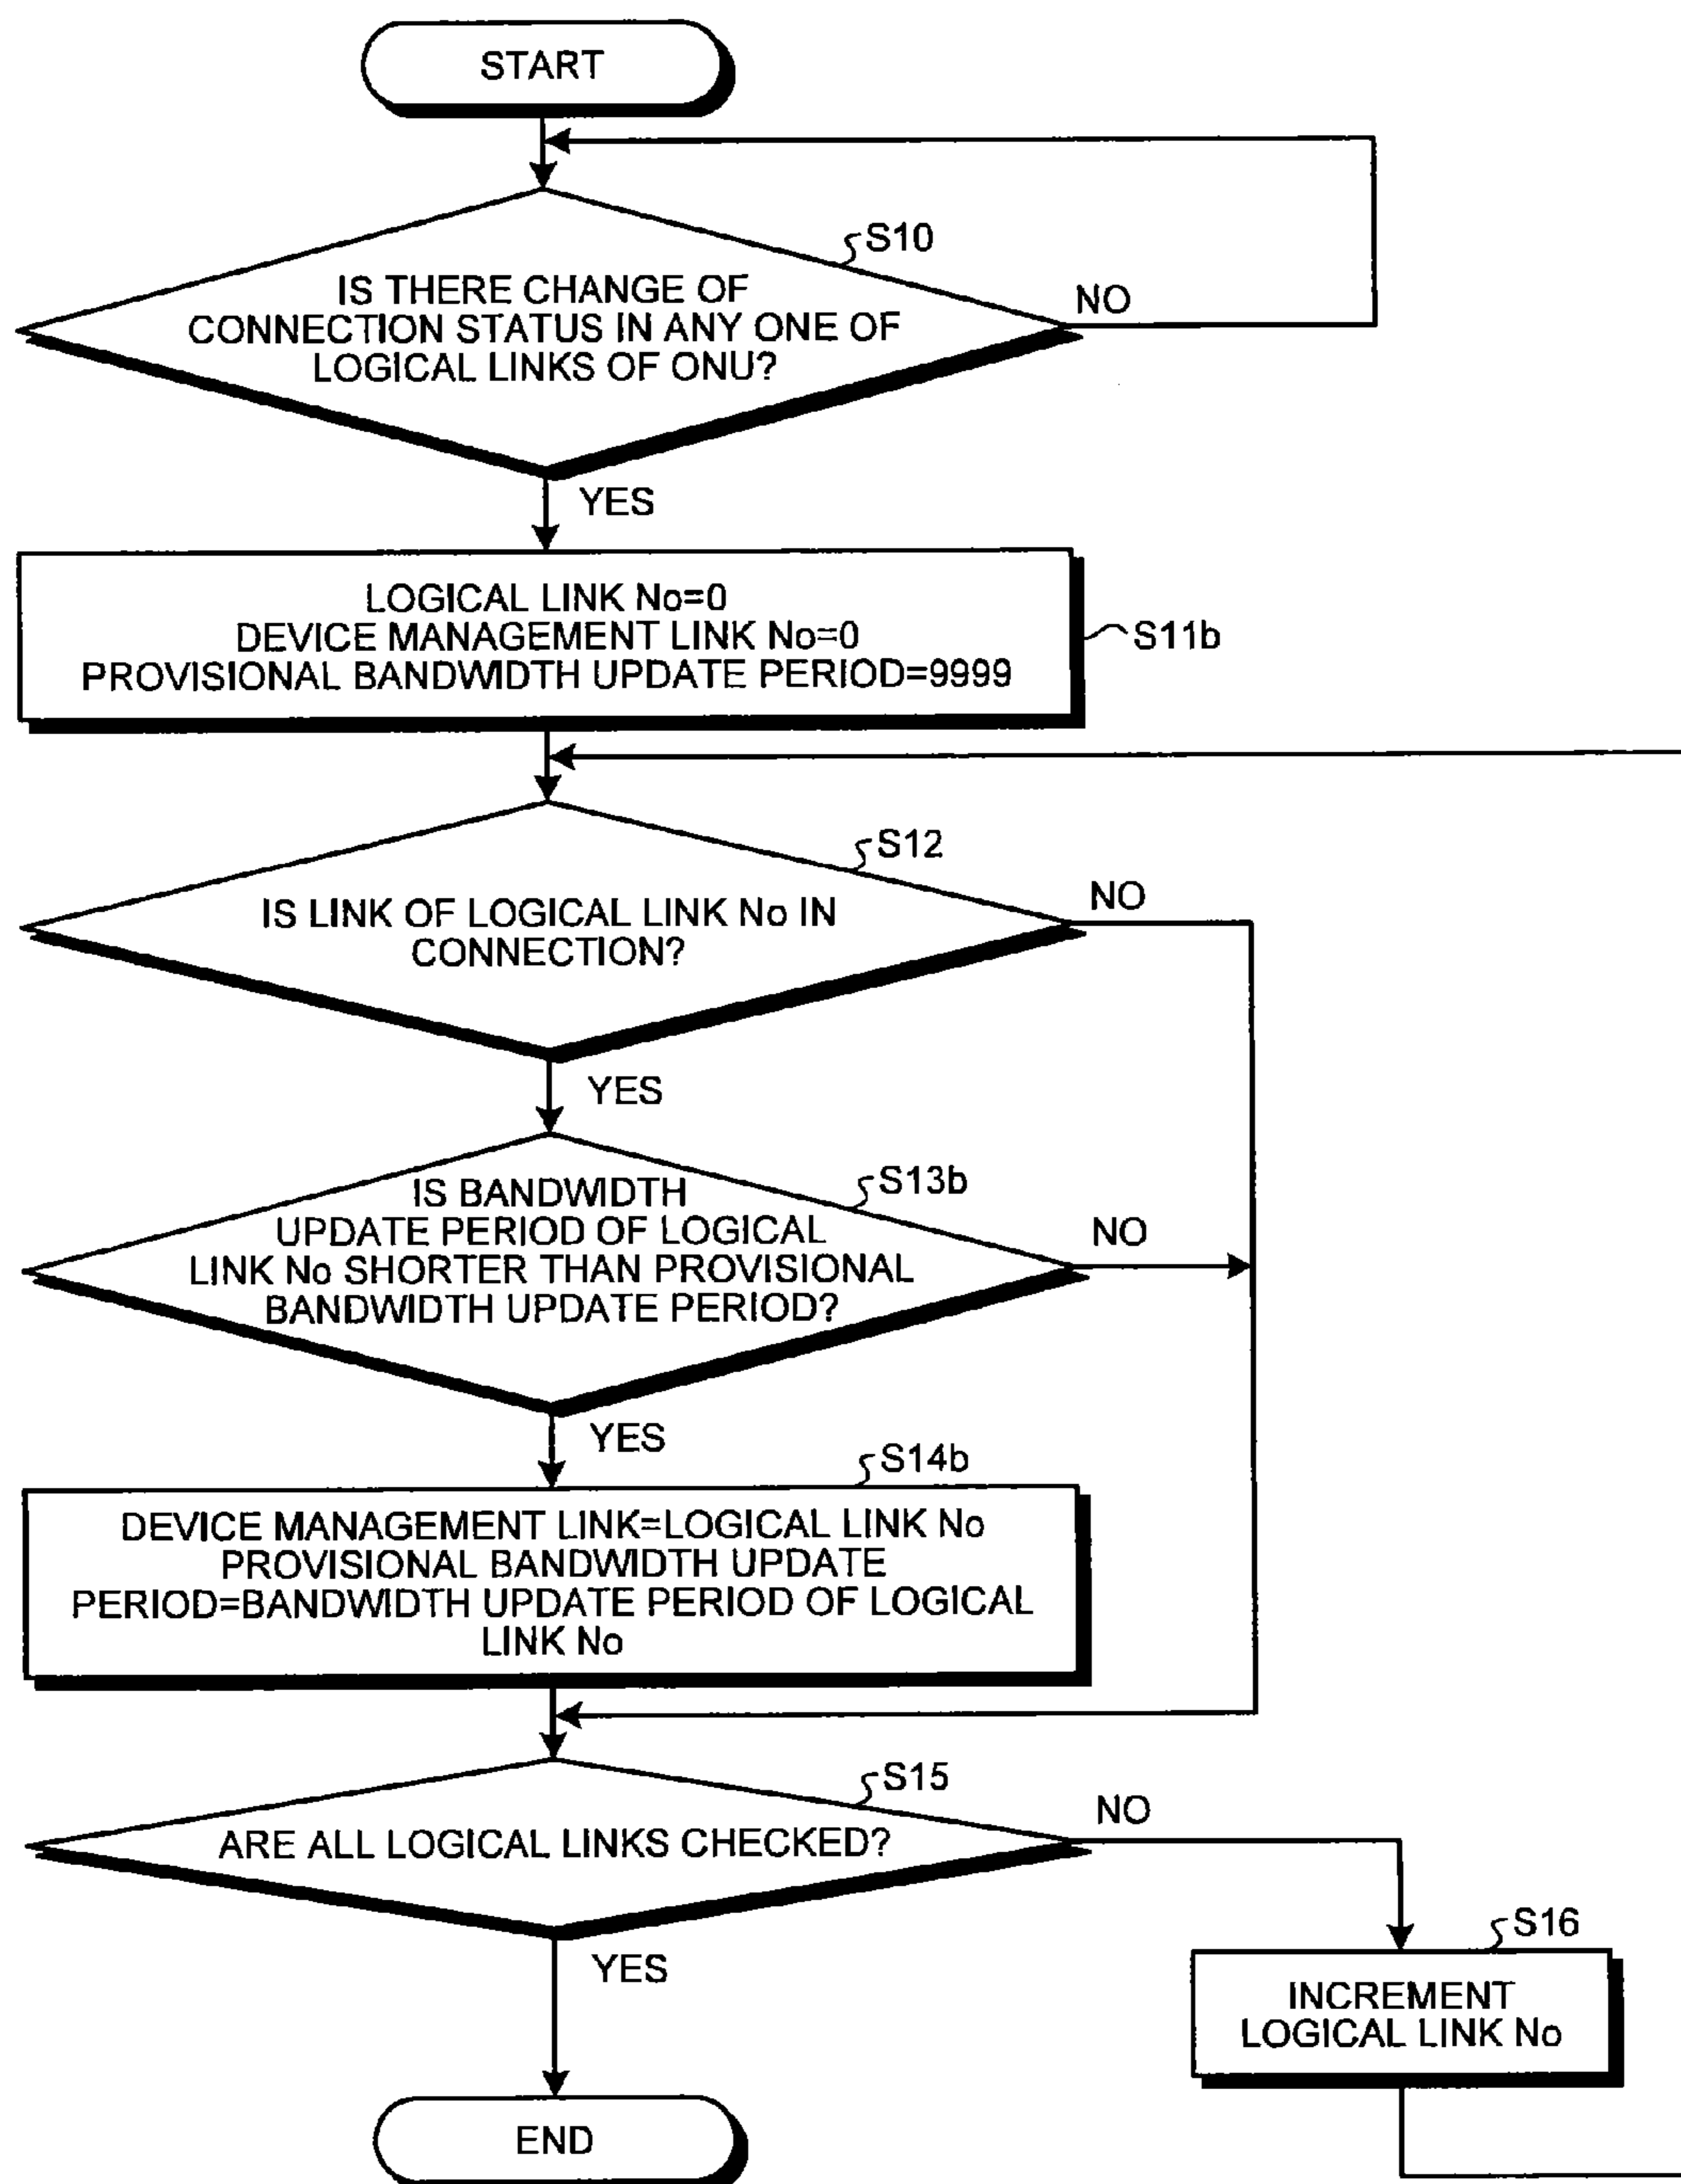 START
S10
IS THERE CHANGE OF
CONNECTION STATUS IN ANY ONE OF
LOGICAL LINKS OF ONU?
NO
YES
LOGICAL LINK No=0
DEVICE MANAGEMENT LINK No=0
PROVISIONAL BANDWIDTH UPDATE PERIOD=9999
S11b
S12
IS LINK OF LOGICAL LINK No IN
CONNECTION?
NO
YES
S13b
IS BANDWIDTH
UPDATE PERIOD OF LOGICAL
LINK No SHORTER THAN PROVISIONAL
BANDWIDTH UPDATE PERIOD?
NO
YES
S14b
DEVICE MANAGEMENT LINK=LOGICAL LINK No
PROVISIONAL BANDWIDTH UPDATE
PERIOD=BANDWIDTH UPDATE PERIOD OF LOGICAL
LINK No
S15
ARE ALL LOGICAL LINKS CHECKED?
NO
YES
S16
INCREMENT
LOGICAL LINK No
END